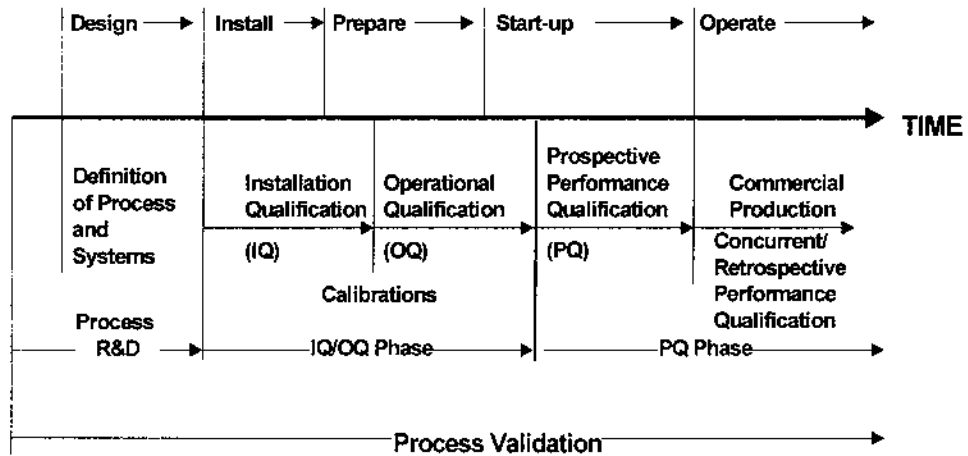 Design
Install
Prepare
Start-up
Operate
TIME
Definition
of Process
and
Systems
Installation
Qualification
(IQ)
Operational
Qualification
(OQ)
Prospective
Performance
Qualification
(PQ)
Commercial
Production
Concurrent/
Retrospective
Performance
Qualification
Calibrations
Process
R&D
IQ/OQ Phase
PQ Phase
Process Validation